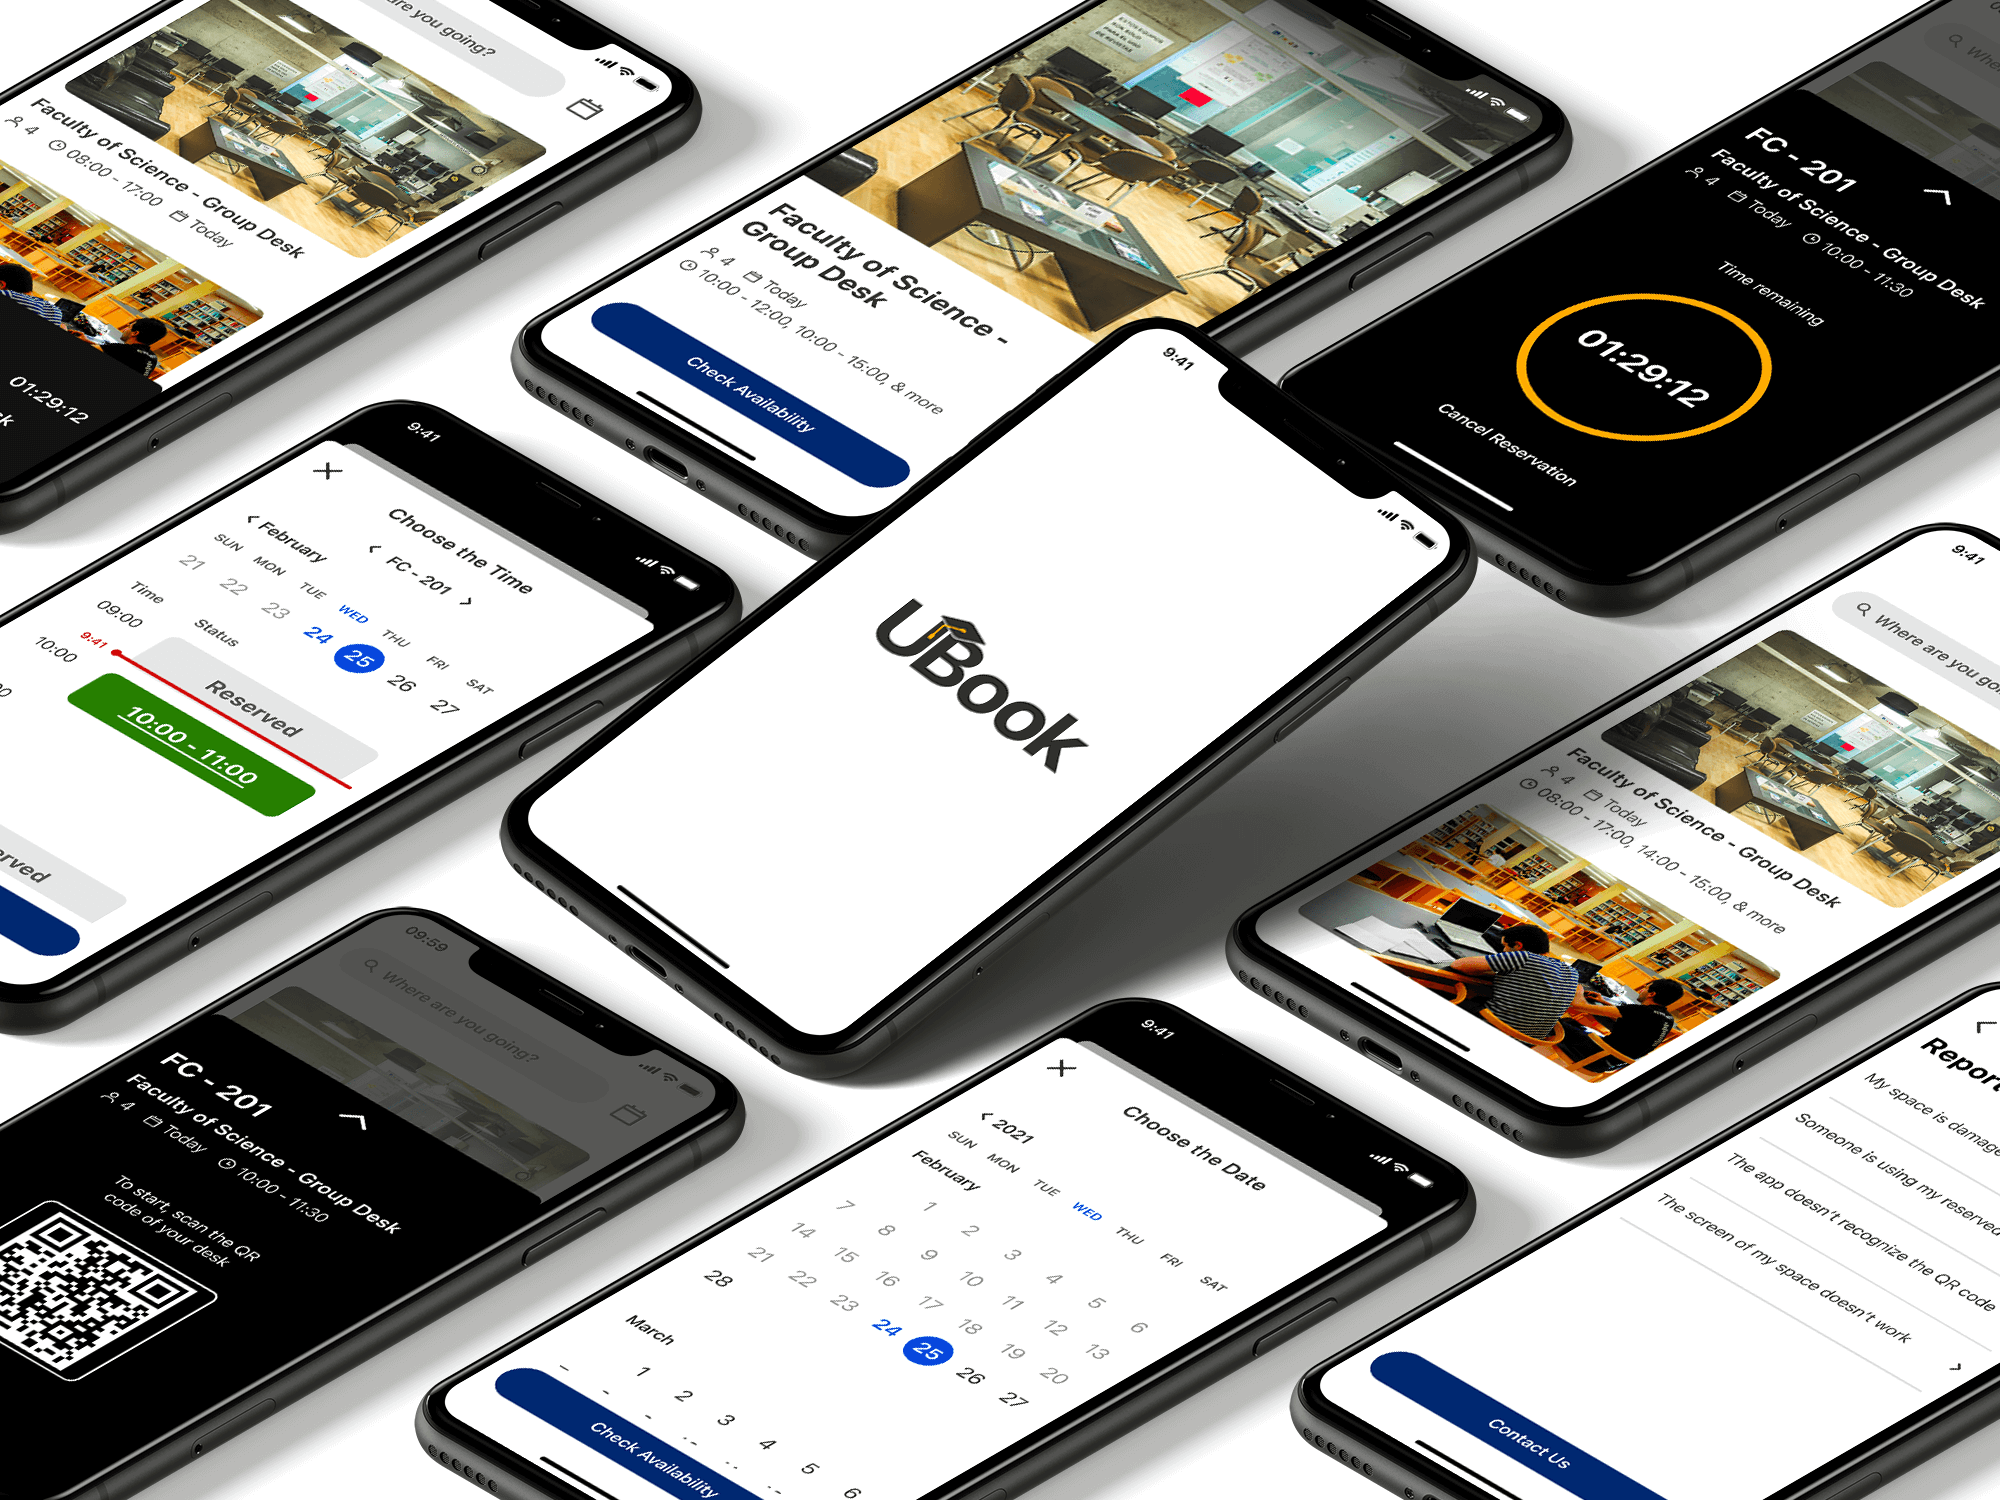 are you going?
Faculty of Science - Group Desk
4
08:00 - 17:00 Today
01:29:12
ESTOS EQUIPOS
SON SOLO
PARA EL USO
DE REVISTAS
Faculty of Science -
Group Desk
4 Today
10:00 - 12:00, 10:00 - 15:00, & more
Check Availability
FC - 201
Faculty of Science - Group Desk
4 Today 10:00 - 11:30
Time remaining
01:29:12
Cancel Reservation
9:41
Choose the Time
February
FC - 201
SUN MON TUE WED THU FRI SAT
21 22 23 24 25 26 27
Time Status
09:00
9:41
Reserved
10:00
10:00 - 11:00
9:41
UBook
9:41
Where are you
Faculty of Science - Group Desk
4 Today
08:00 - 17:00, 14:00 - 15:00, & more
09:59
Where are you going?
FC - 201
Faculty of Science - Group Desk
4 Today 10:00 - 11:30
To start, scan the QR
code of your desk
9:41
Choose the Date
2021
SUN MON TUE WED THU FRI SAT
February
1 2 3 4 5 6
7 8 9 10 11 12 13
14 15 16 17 18 19 20
21 22 23 24 25 26 27
28
March
1 2 3 4 5 6
Check Availability
Report
My space is
Someone is using my reserved
The app doesn't recognize the QR code
The screen of my space doesn't work
Contact Us